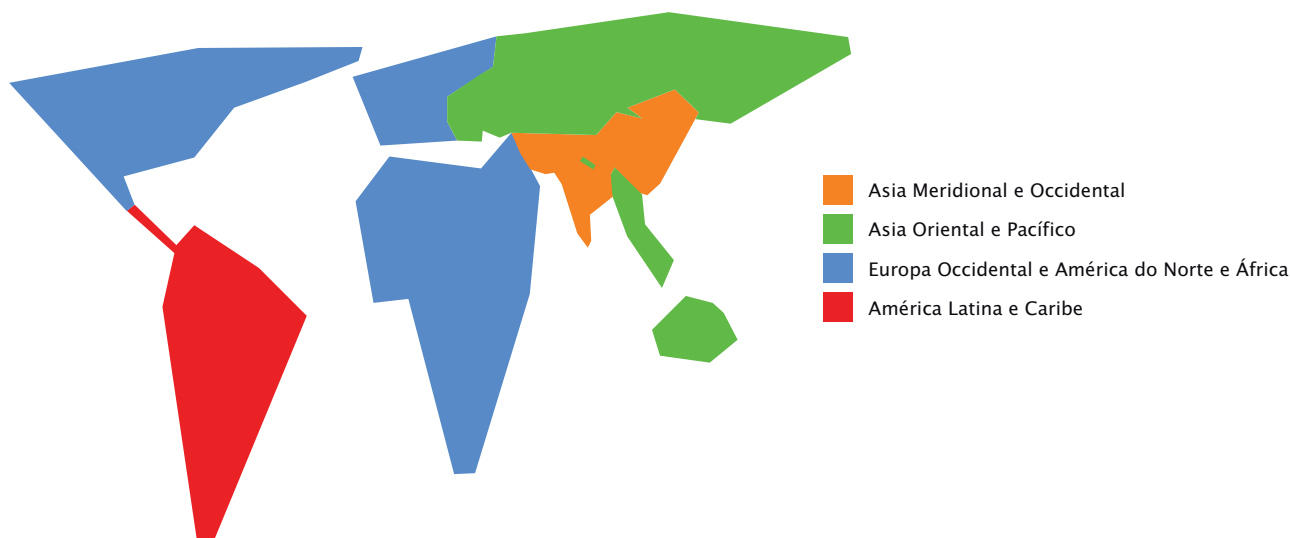 Asia Meridional e Occidental
Asia Oriental e Pacífico
Europa Occidental e América do Norte e África
América Latina e Caribe